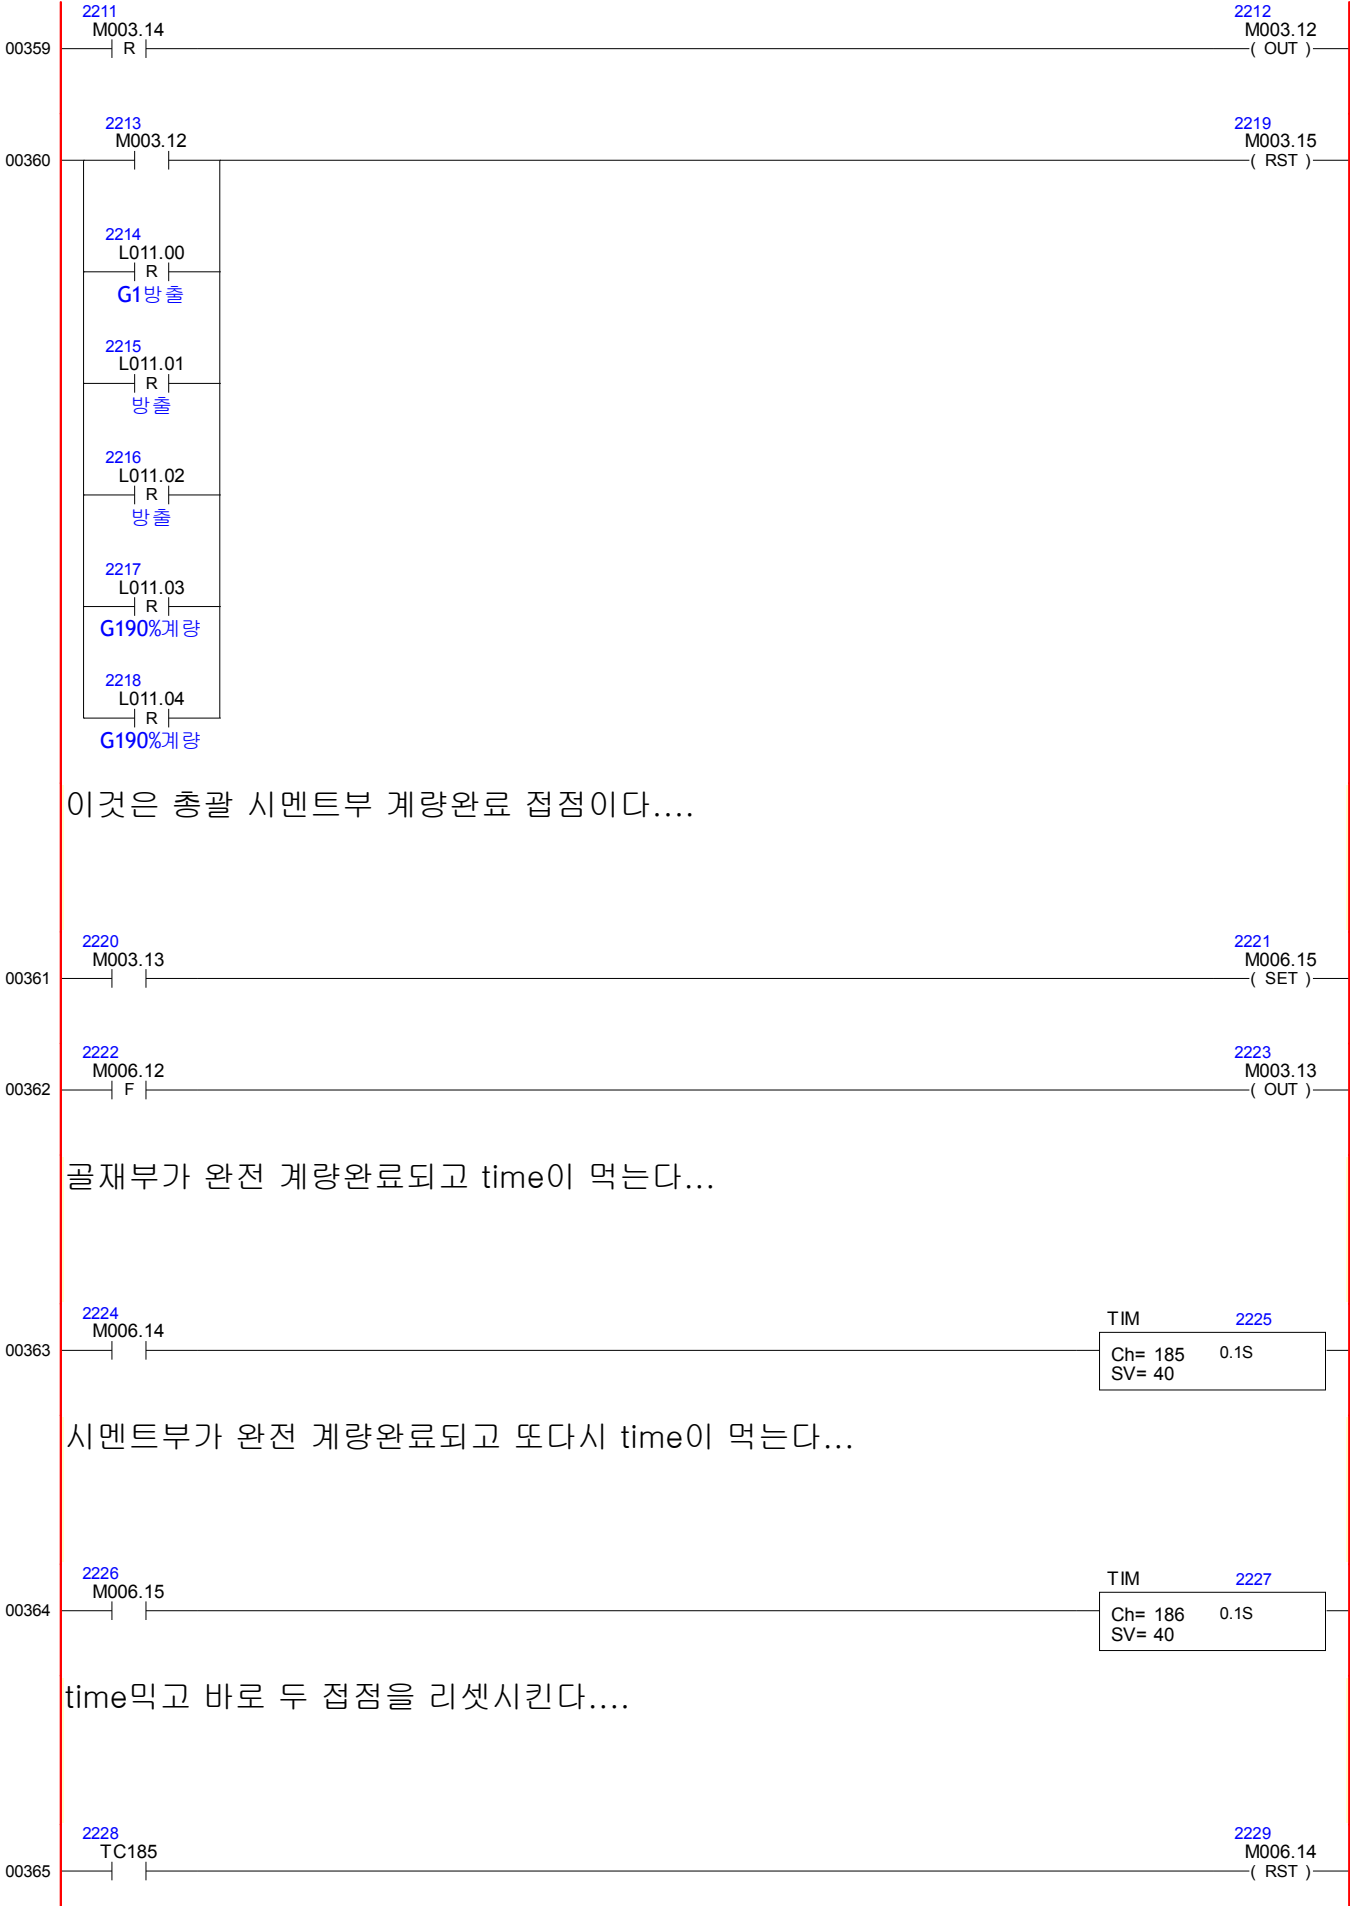 2211 2212
M003.14 M003.12
00359 R ( OUT )
2213 2219
M003.12 M003.15
00360 ( RST )
2214
L011.00
R
G1방출
2215
L011.01
R
방출
2216
L011.02
R
방출
2217
L011.03
R
G190%계량
2218
L011.04
R
G190%계량
이것은 총괄 시멘트부 계량완료 접점이다....
2220 2221
M003.13 M006.15
00361 ( SET )
2222 2223
M006.12 M003.13
00362 F ( OUT )
골재부가 완전 계량완료되고 time이 먹는다...
2224 TIM 2225
M006.14
00363 Ch= 185 0.1S
SV= 40
시멘트부가 완전 계량완료되고 또다시 time이 먹는다...
2226 TIM 2227
M006.15
00364 Ch= 186 0.1S
SV= 40
time믹고 바로 두 접점을 리셋시킨다....
2228 2229
TC185 M006.14
00365 ( RST )